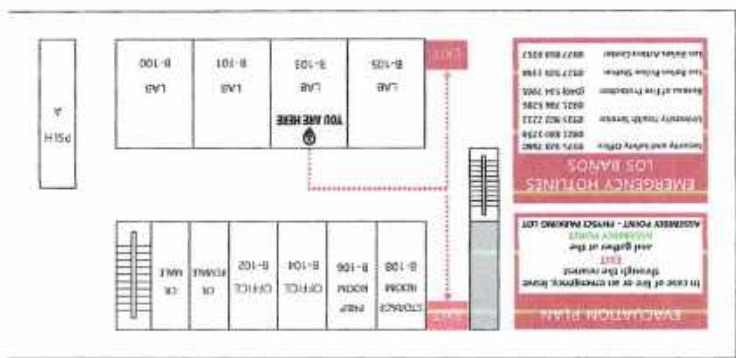 EVACUATION PLAN
In case of fire or an emergency, leave
through the nearest
EXIT
and gather at the
ASSEMBLY POINT
ASSEMBLY POINT - PHYSCI PARKING LOT
EMERGENCY HOTLINES
LOS BANOS
Security and Safety Office
University Health Service
Bureau of Fire Protection
Los Baños Police Station
Los Baños Action Center
EXIT
STORAGE
ROOM
B-108
PREP
ROOM
B-106
OFFICE
B-104
OFFICE
B-102
CR
FEMALE
CR
MALE
YOU ARE HERE
EXIT
LAB
B-105
LAB
B-103
LAB
B-101
LAB
B-100
PSLH
A